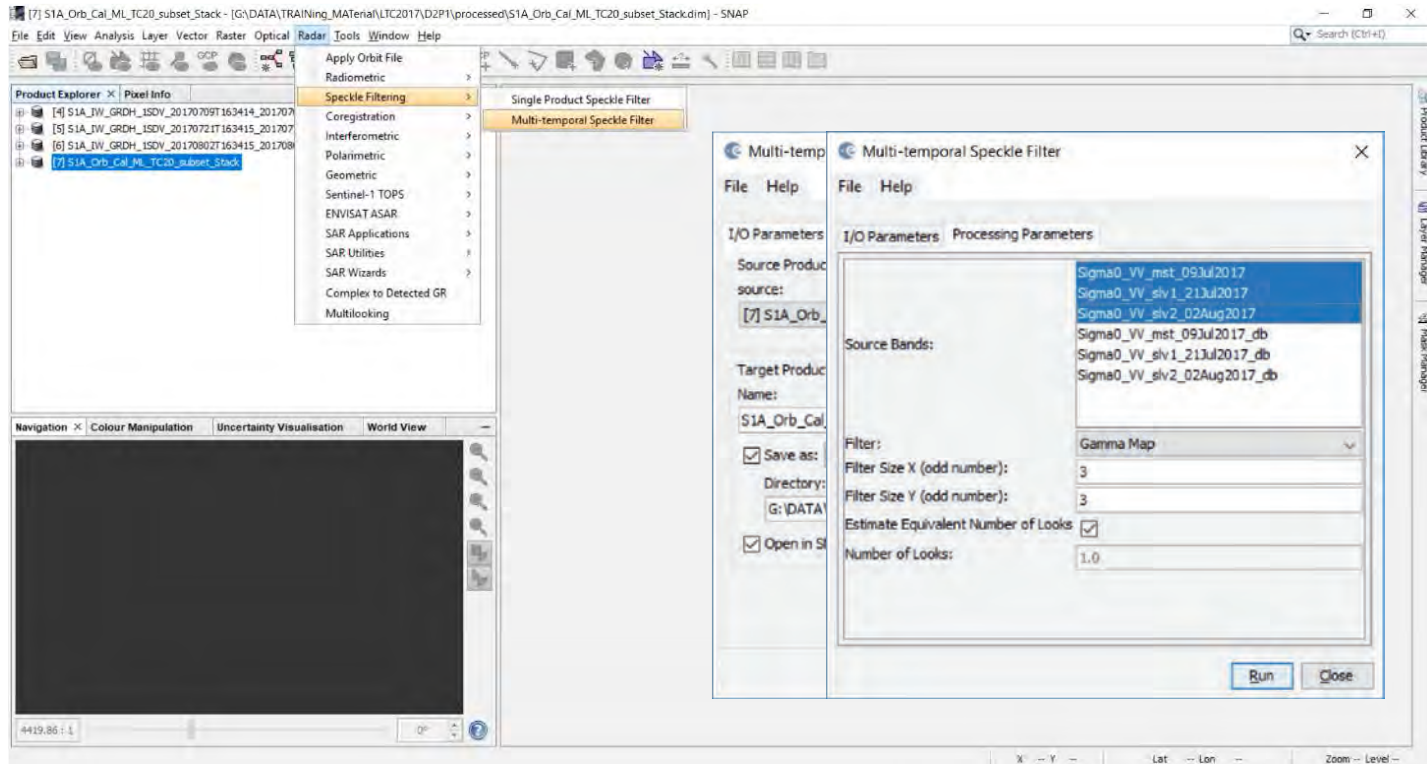 [7] S1A_Orb_Cal_ML_TC20_subset_Stack - [G:\DATA\TRAINing_MATerial\LTC2017\D2P1\processed\S1A_Orb_Cal_ML_TC20_subset_Stack.dim] - SNAP
File Edit View Analysis Layer Vector Raster Optical Radar Tools Window Help
Search (Ctrl+I)
GCP
Product Explorer × Pixel Info
[4] S1A_IW_GRDH_1SDV_20170709T163414_201707
[5] S1A_IW_GRDH_1SDV_20170721T163415_201707
[6] S1A_IW_GRDH_1SDV_20170802T163415_201708
[7] S1A_Orb_Cal_ML_TC20_subset_Stack
Apply Orbit File
Radiometric
Speckle Filtering
Coregistration
Interferometric
Polarimetric
Geometric
Sentinel-1 TOPS
ENVISAT ASAR
SAR Applications
SAR Utilities
SAR Wizards
Complex to Detected GR
Multilooking
Single Product Speckle Filter
Multi-temporal Speckle Filter
Multi-temp
File Help
I/O Parameters
Source Produc
source:
[7] S1A_Orb_
Target Produc
Name:
S1A_Orb_Cal_
Save as:
Directory:
G:\DATA\
Open in S
Multi-temporal Speckle Filter
File Help
I/O Parameters Processing Parameters
Source Bands:
Sigma0_VV_mst_09Jul2017
Sigma0_VV_slv1_21Jul2017
Sigma0_VV_slv2_02Aug2017
Sigma0_VV_mst_09Jul2017_db
Sigma0_VV_slv1_21Jul2017_db
Sigma0_VV_slv2_02Aug2017_db
Filter: Gamma Map
Filter Size X (odd number): 3
Filter Size Y (odd number): 3
Estimate Equivalent Number of Looks
Number of Looks: 1.0
Run Close
Product Library
Layer Manager
Mask Manager
Navigation × Colour Manipulation Uncertainty Visualisation World View
4419.86 : 1
0°
X -- Y -- Lat -- Lon -- Zoom -- Level --